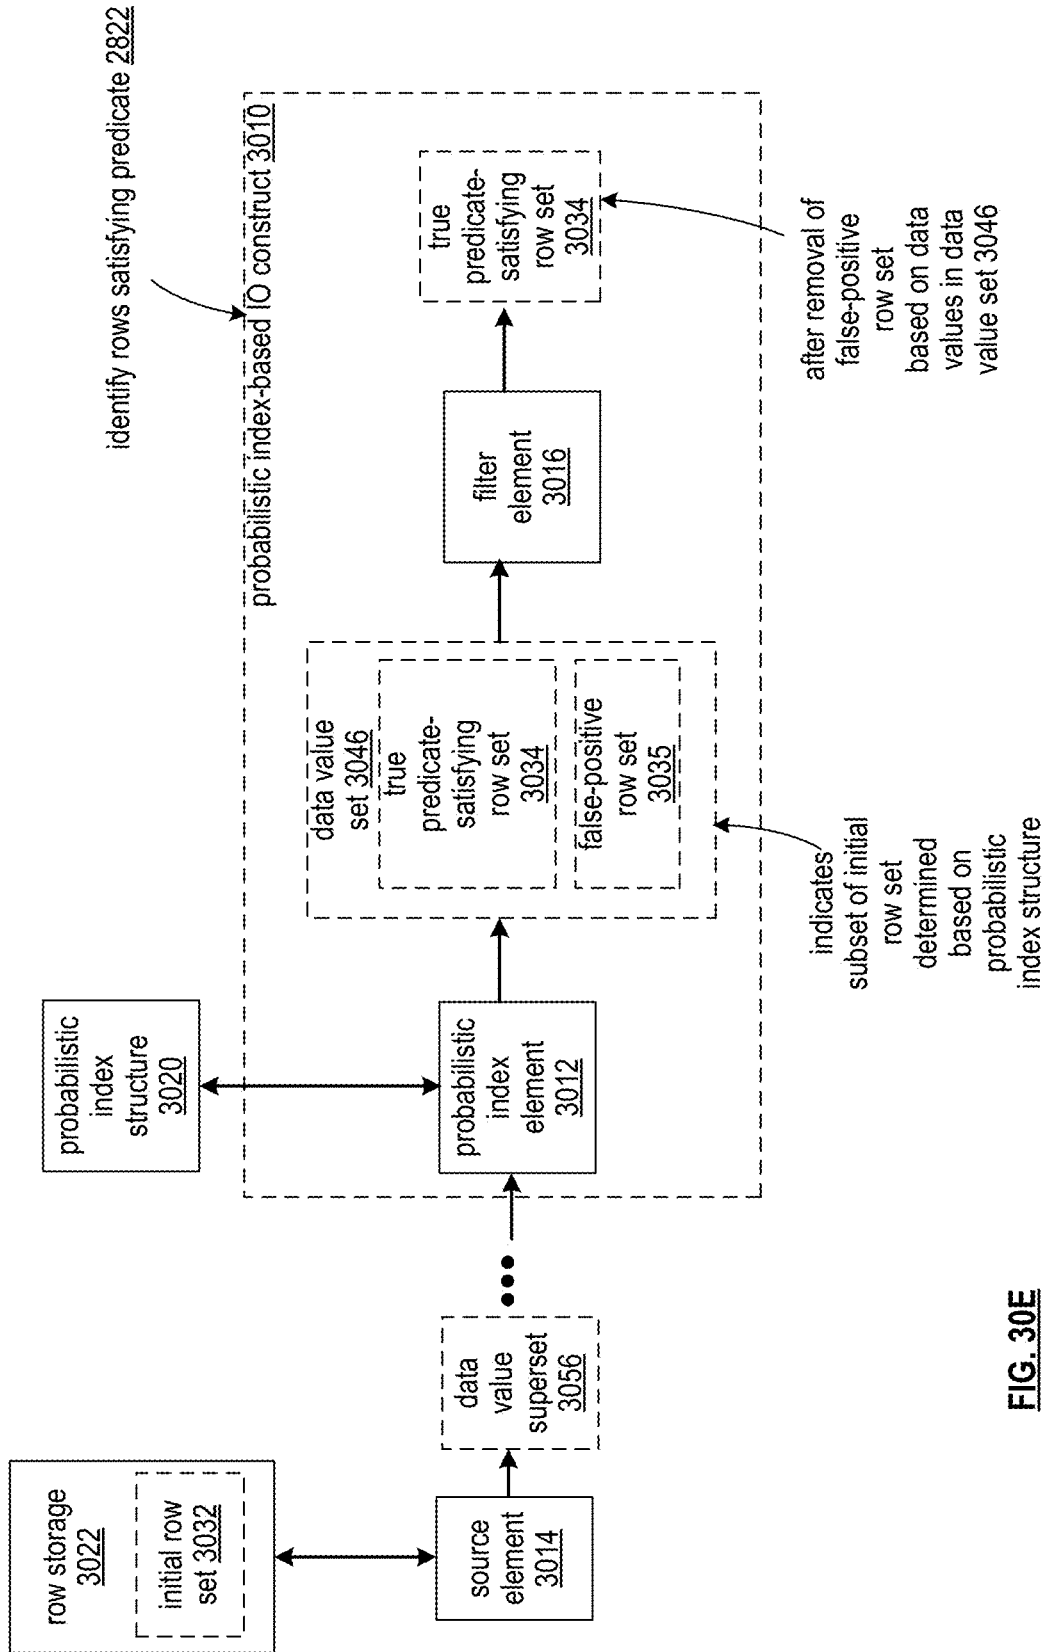 identify rows satisfying predicate 2822
probabilistic index-based IO construct 3010
row storage
3022
initial row
set 3032
source
element
3014
data
value
superset
3056
probabilistic
index
structure
3020
probabilistic
index
element
3012
data value
set 3046
true
predicate-
satisfying
row set
3034
false-positive
row set
3035
filter
element
3016
true
predicate-
satisfying
row set
3034
indicates
subset of initial
row set
determined
based on
probabilistic
index structure
after removal of
false-positive
row set
based on data
values in data
value set 3046
FIG. 30E